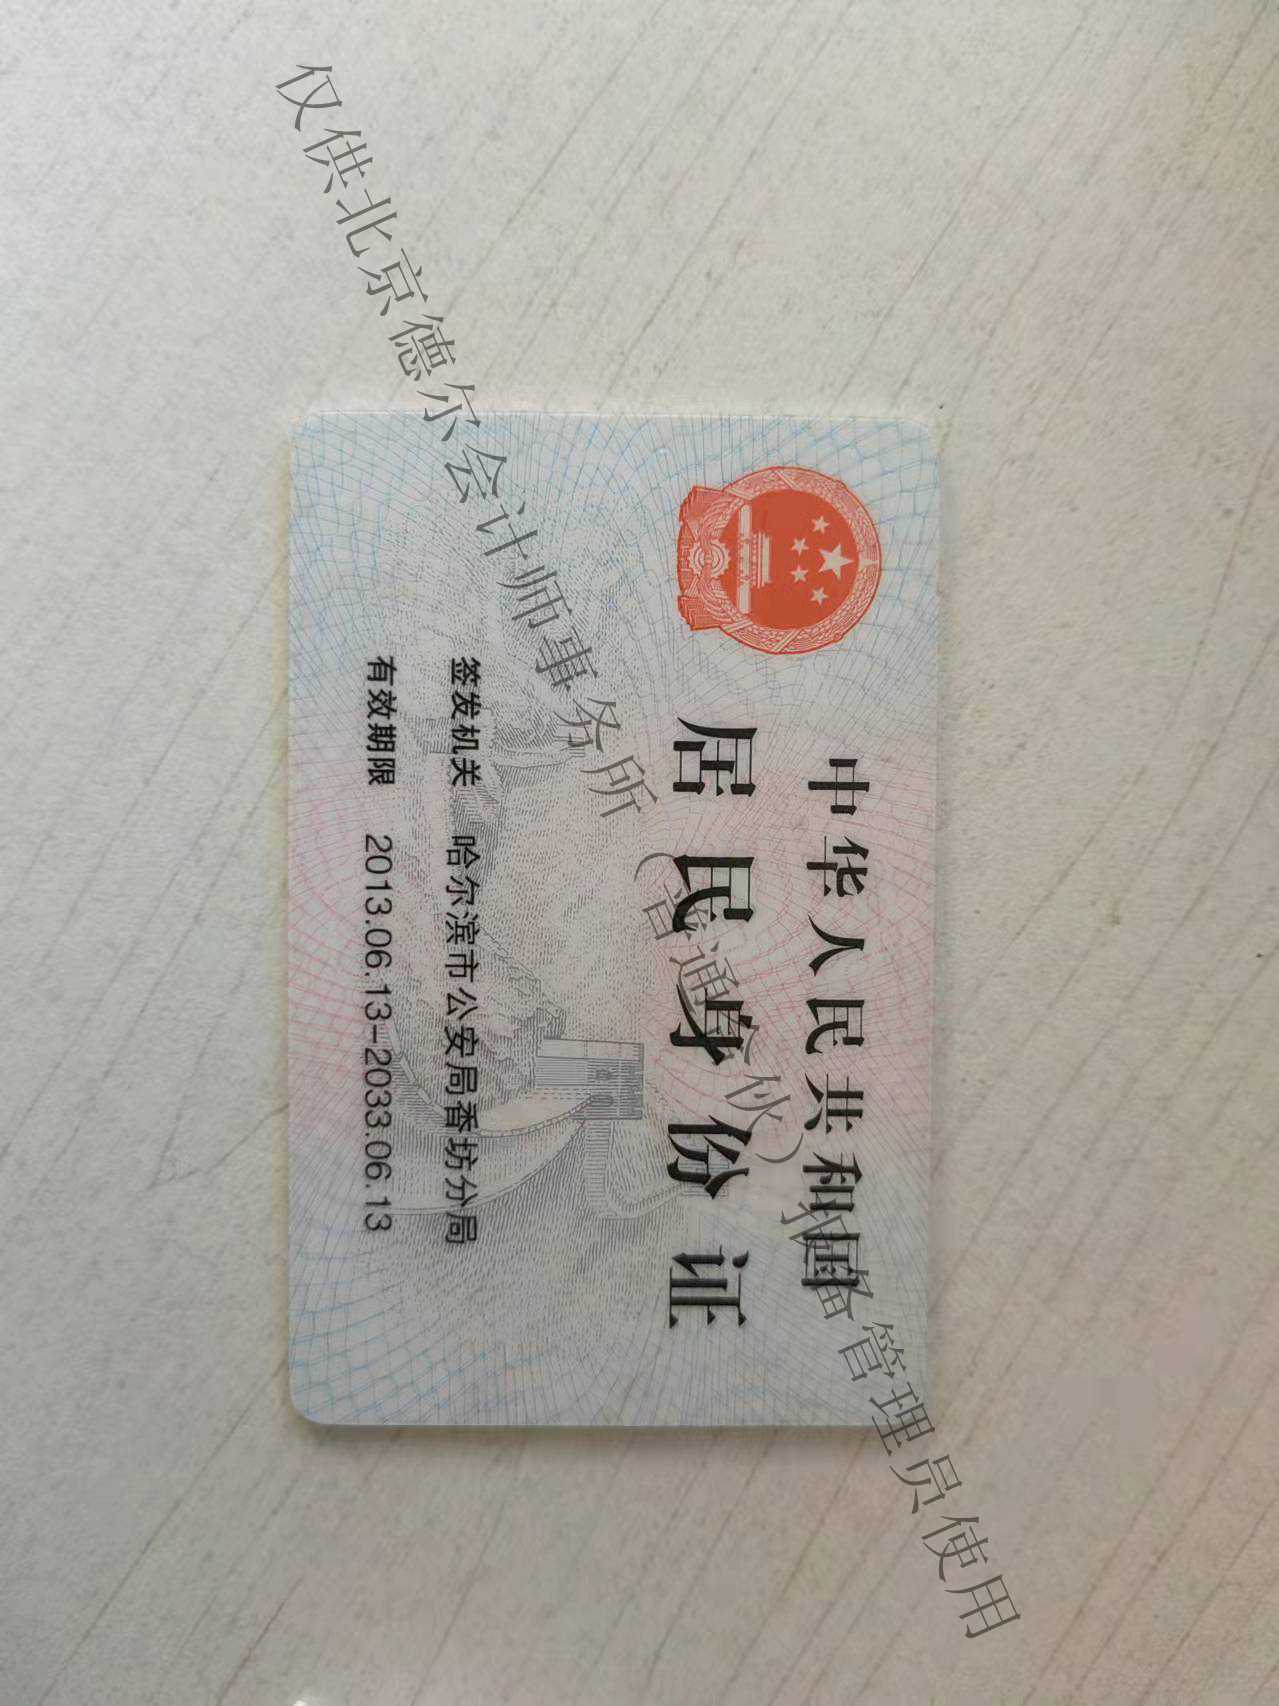 中华人民共和国
居民身份证
签发机关 哈尔滨市公安局香坊分局
有效期限 2013.06.13-2033.06.13
仅供北京德尔会计师事务所（普通合伙）报备管理员使用